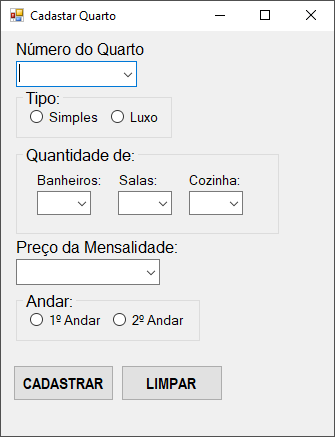 Cadastar Quarto
Número do Quarto
Tipo:
Simples Luxo
Quantidade de:
Banheiros: Salas: Cozinha:
Preço da Mensalidade:
Andar:
1º Andar 2º Andar
CADASTRAR LIMPAR